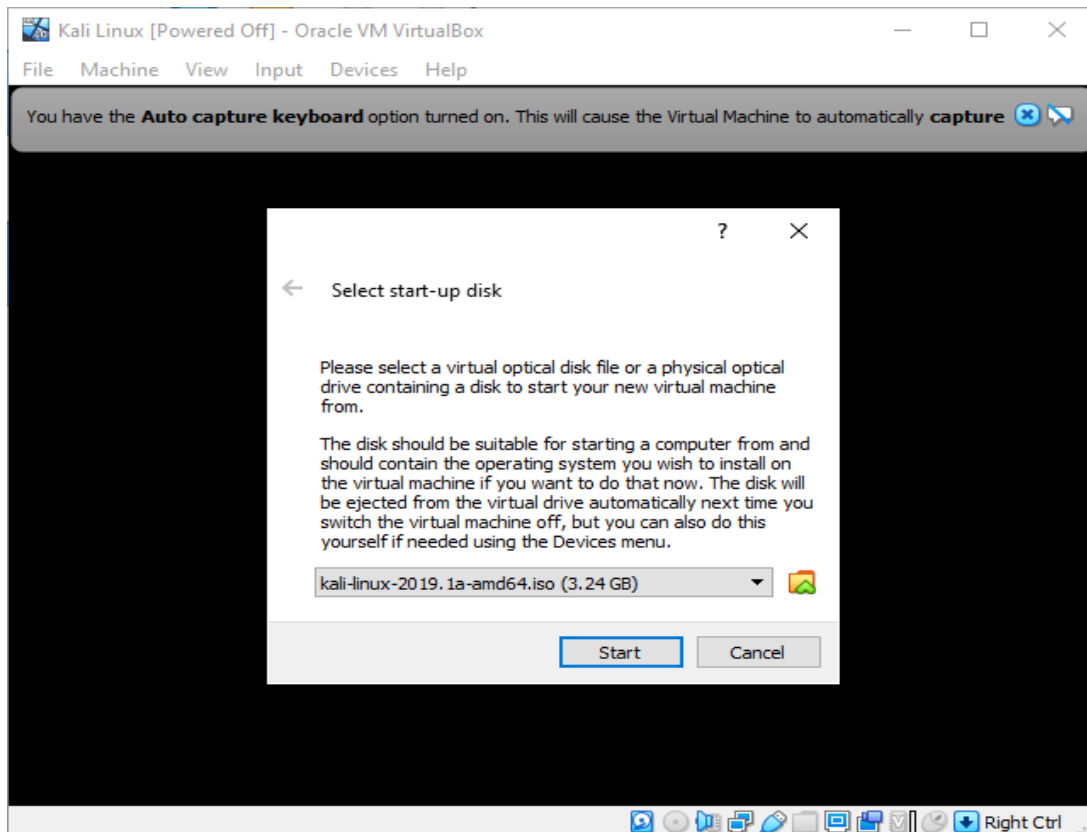 Kali Linux [Powered Off] - Oracle VM VirtualBox
File Machine View Input Devices Help
You have the Auto capture keyboard option turned on. This will cause the Virtual Machine to automatically capture
?
Select start-up disk
Please select a virtual optical disk file or a physical optical
drive containing a disk to start your new virtual machine
from.
The disk should be suitable for starting a computer from and
should contain the operating system you wish to install on
the virtual machine if you want to do that now. The disk will
be ejected from the virtual drive automatically next time you
switch the virtual machine off, but you can also do this
yourself if needed using the Devices menu.
kali-linux-2019.1a-amd64.iso (3.24 GB)
Start Cancel
Right Ctrl